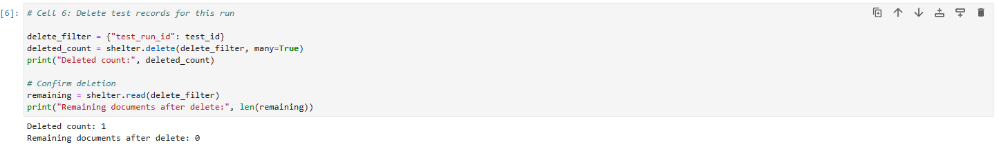 [6]:
# Cell 6: Delete test records for this run
delete_filter = {"test_run_id": test_id}
deleted_count = shelter.delete(delete_filter, many=True)
print("Deleted count:", deleted_count)
# Confirm deletion
remaining = shelter.read(delete_filter)
print("Remaining documents after delete:", len(remaining))
Deleted count: 1
Remaining documents after delete: 0